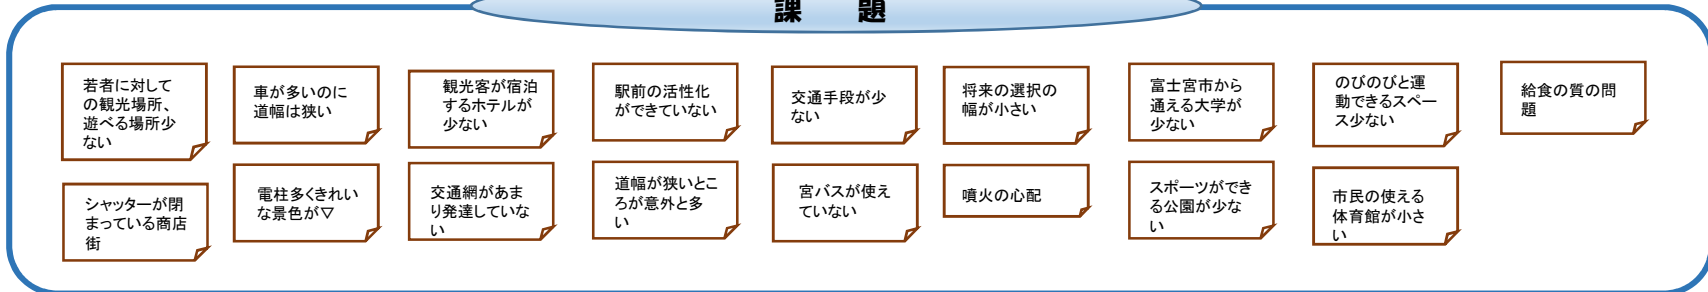 課　題
若者に対して
の観光場所、
遊べる場所少
ない
車が多いのに
道幅は狭い
観光客が宿泊
するホテルが
少ない
駅前の活性化
ができていない
交通手段が少
ない
将来の選択の
幅が小さい
富士宮市から
通える大学が
少ない
のびのびと運
動できるスペー
ス少ない
給食の質の問
題
シャッターが閉
まっている商店
街
電柱多くきれい
な景色が▽
交通網があま
り発達していな
い
道幅が狭いとこ
ろが意外と多
い
宮バスが使え
ていない
噴火の心配
スポーツができ
る公園が少な
い
市民の使える
体育館が小さ
い